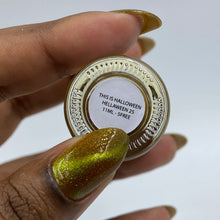 THIS IS HALLOWEEN
HELLAWEEN 25
11ML - 5FREE